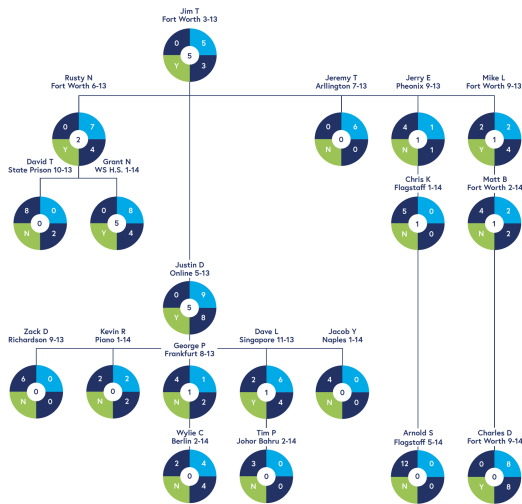 Jim T
Fort Worth 3-13
0 5
5
Y 3
Rusty N
Fort Worth 6-13
0 7
2
Y 4
Jeremy T
Arllington 7-13
0 6
0
N 0
Jerry E
Pheonix 9-13
4 1
1
N 1
Mike L
Fort Worth 9-13
2 2
1
Y 4
David T
State Prison 10-13
8 0
0
N 2
Grant N
WS H.S. 1-14
0 8
5
Y 4
Chris K
Flagstaff 1-14
5 0
1
N 0
Matt B
Fort Worth 2-14
4 2
1
N 2
Justin D
Online 5-13
0 9
5
Y 8
Zack D
Richardson 9-13
6 0
0
N 0
Kevin R
Piano 1-14
2 2
0
N 2
George P
Frankfurt 8-13
4 1
1
N 2
Dave L
Singapore 11-13
2 6
1
Y 4
Jacob Y
Naples 1-14
4 0
0
N 0
Wylie C
Berlin 2-14
2 4
0
N 4
Tim P
Johor Bahru 2-14
3 0
0
N 0
Arnold S
Flagstaff 5-14
12 0
0
N 0
Charles D
Fort Worth 9-14
0 8
0
Y 8